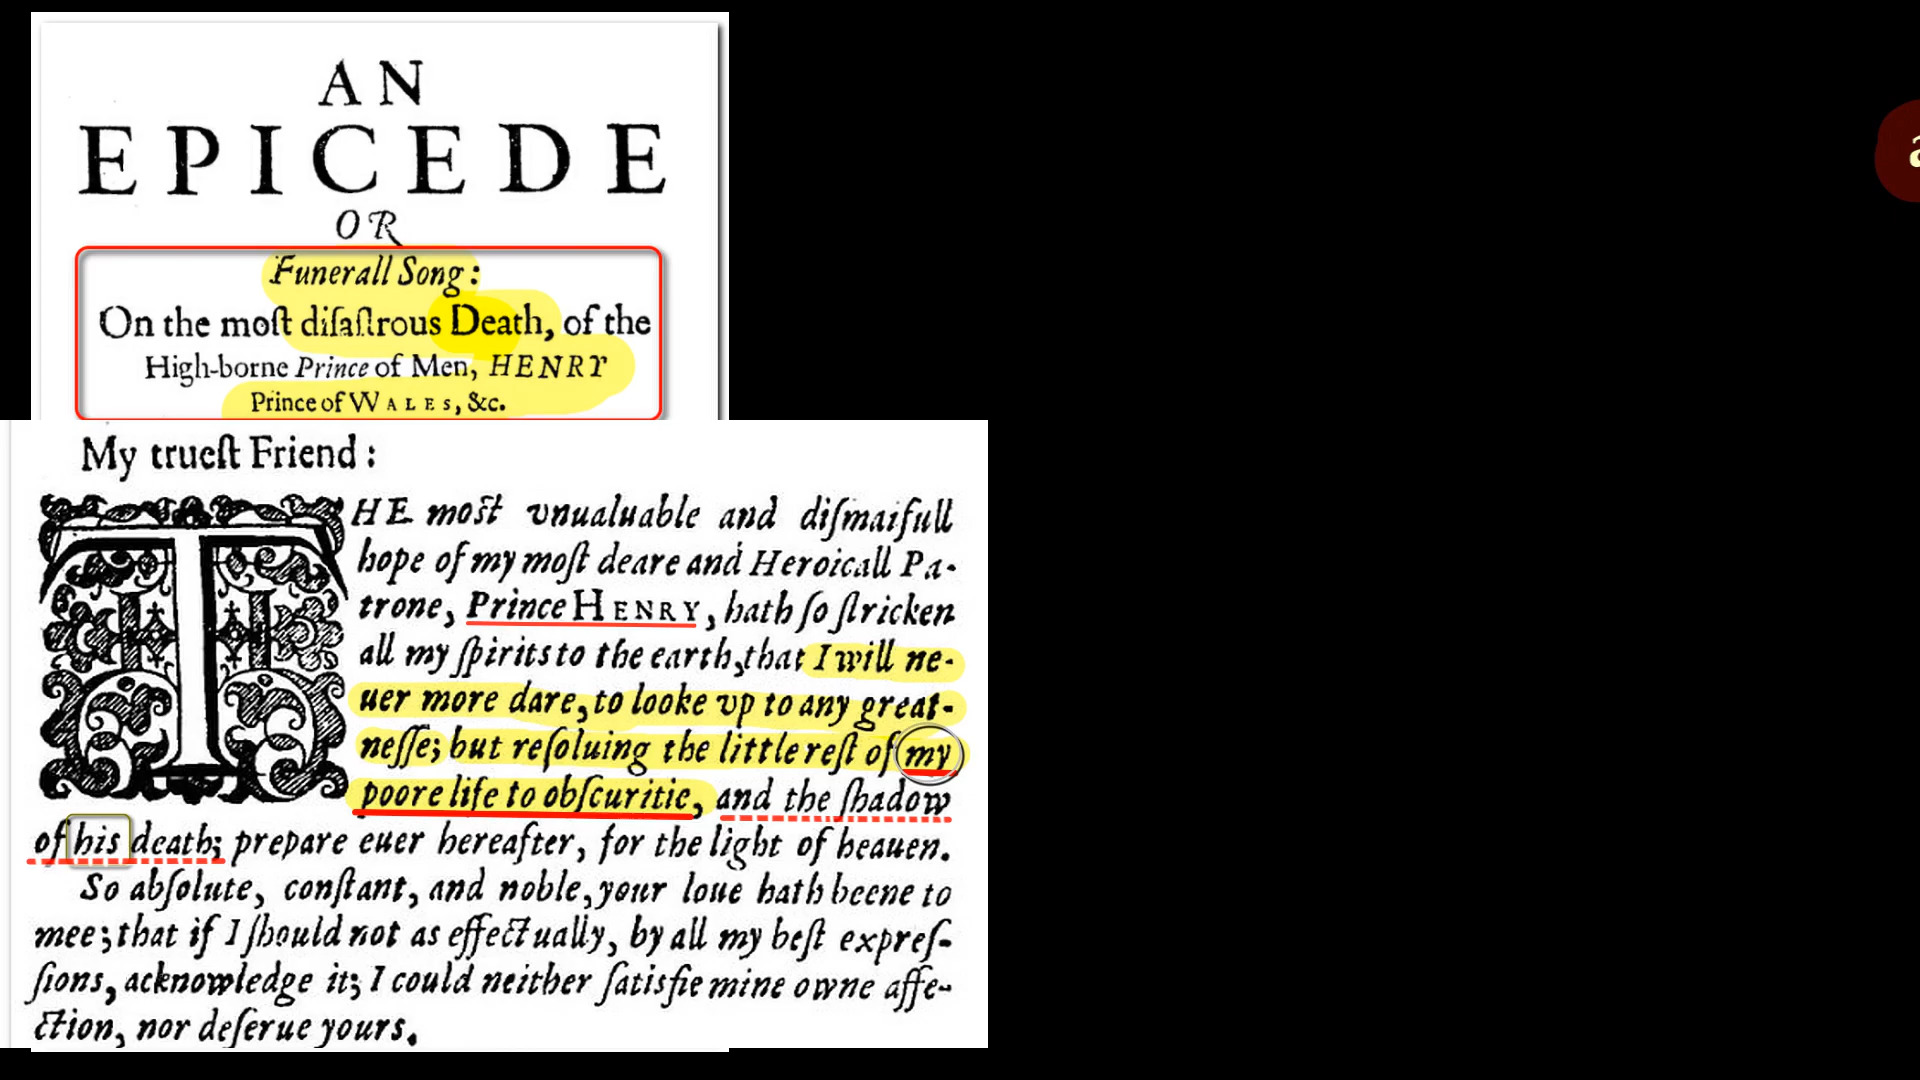 AN
EPICEDE
OR
Funerall Song:
On the moſt diſaſtrous Death, of the
High-borne Prince of Men, HENRY
Prince of WALES, &c.
My trueſt Friend:
THE moſt vnualuable and diſmaifull
hope of my moſt deare and Heroicall Pa-
trone, Prince HENRY, hath ſo ſtricken
all my ſpirits to the earth, that I will ne-
uer more dare, to looke vp to any great-
neſſe; but reſoluing the little reſt of my
poore life to obſcuritie, and the ſhadow
of his death; prepare euer hereafter, for the light of heauen.
So abſolute, conſtant, and noble, your loue hath beene to
mee; that if I ſhould not as effectually, by all my beſt expreſ-
ſions, acknowledge it; I could neither ſatisfie mine owne affe-
ction, nor deſerue yours.
a